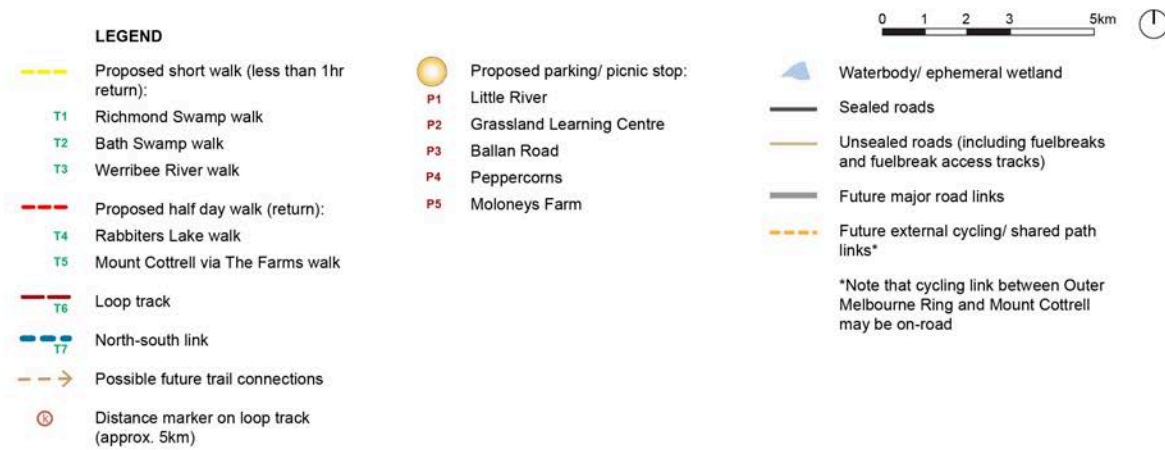 0 1 2 3 5km
LEGEND
Proposed short walk (less than 1hr
return):
T1 Richmond Swamp walk
T2 Bath Swamp walk
T3 Werribee River walk
Proposed half day walk (return):
T4 Rabbiters Lake walk
T5 Mount Cottrell via The Farms walk
T6 Loop track
T7 North-south link
Possible future trail connections
k Distance marker on loop track
(approx. 5km)
Proposed parking/ picnic stop:
P1 Little River
P2 Grassland Learning Centre
P3 Ballan Road
P4 Peppercorns
P5 Moloneys Farm
Waterbody/ ephemeral wetland
Sealed roads
Unsealed roads (including fuelbreaks
and fuelbreak access tracks)
Future major road links
Future external cycling/ shared path
links*
*Note that cycling link between Outer
Melbourne Ring and Mount Cottrell
may be on-road